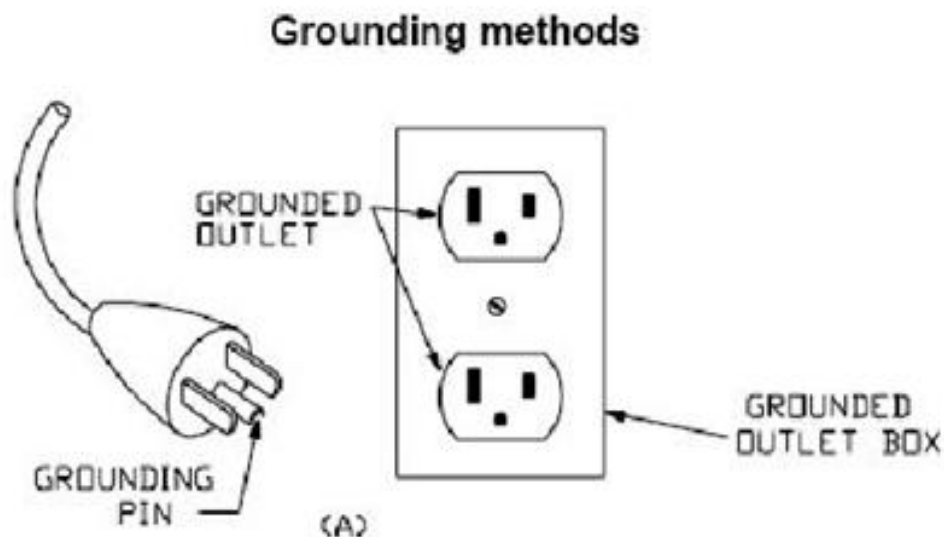 Grounding methods
GROUNDED
OUTLET
GROUNDED
OUTLET BOX
GROUNDING
PIN
(A)